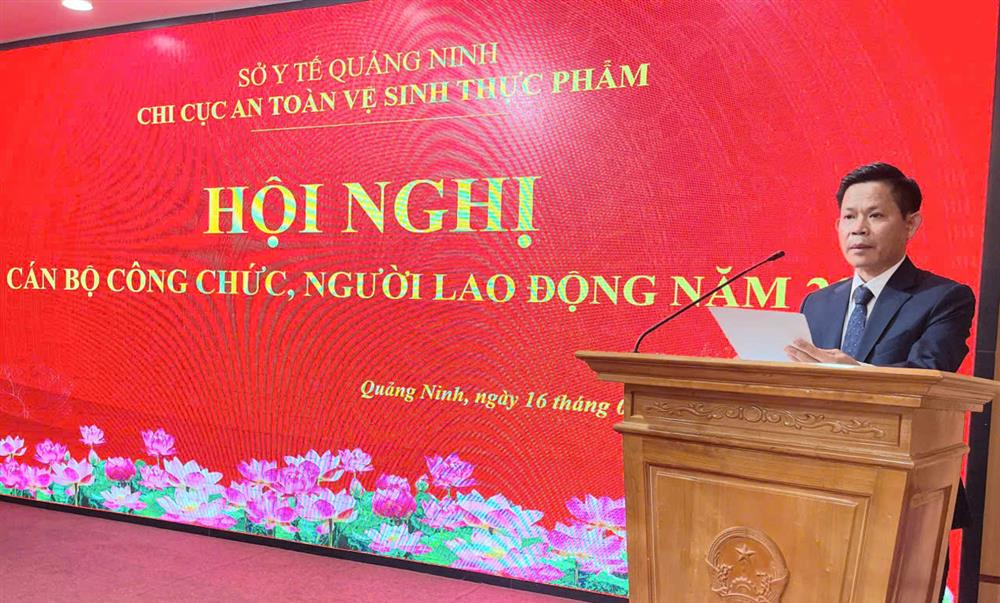 SỞ Y TẾ QUẢNG NINH
CHI CỤC AN TOÀN VỆ SINH THỰC PHẨM
HỘI NGHỊ
CÁN BỘ CÔNG CHỨC, NGƯỜI LAO ĐỘNG NĂM
Quảng Ninh, ngày 16 tháng